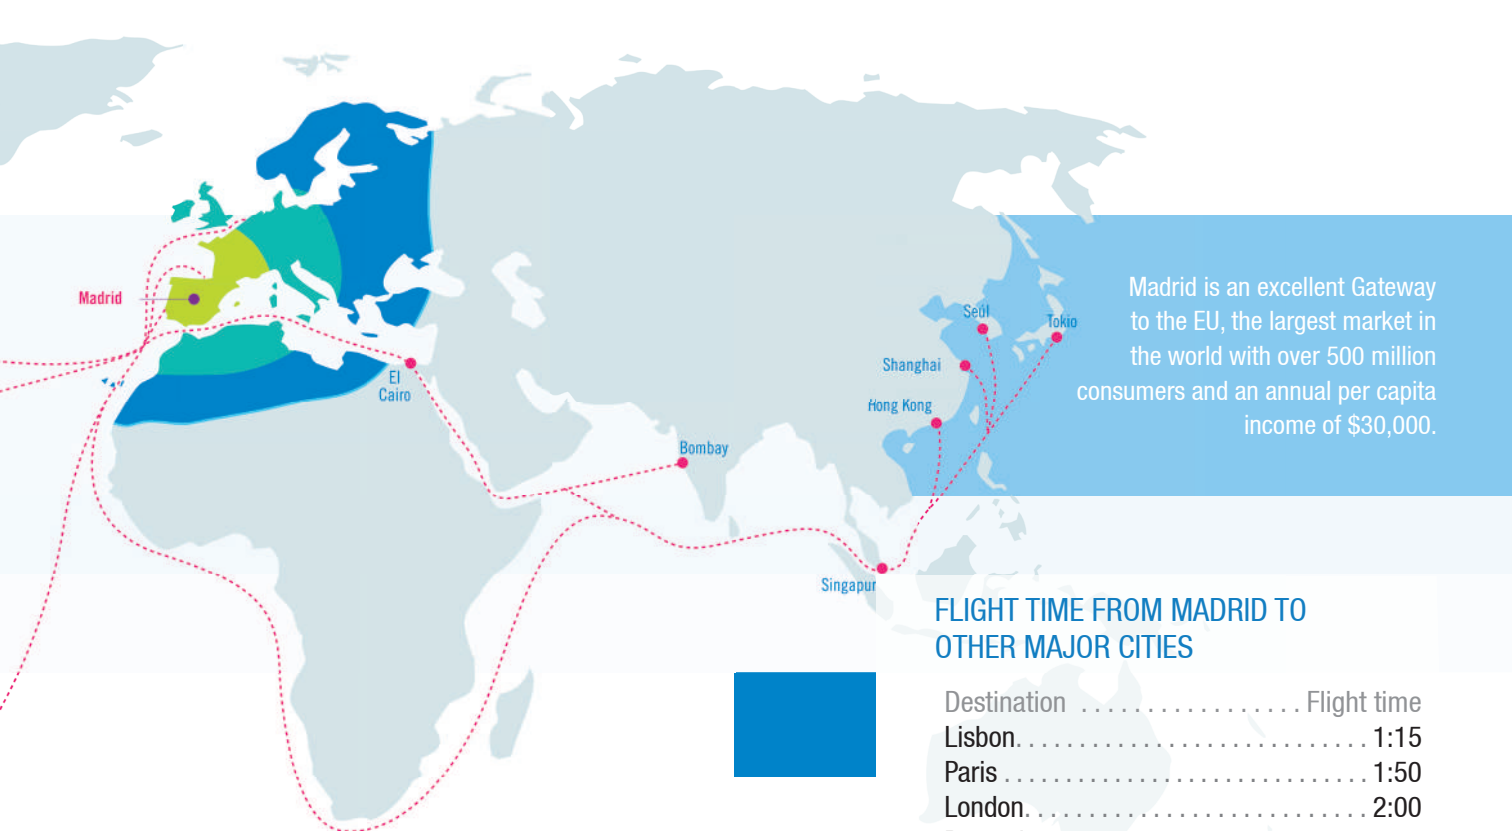 Madrid
El
Cairo
Bombay
Singapur
Hong Kong
Shanghai
Seúl
Tokio
Madrid is an excellent Gateway
to the EU, the largest market in
the world with over 500 million
consumers and an annual per capita
income of $30,000.
FLIGHT TIME FROM MADRID TO
OTHER MAJOR CITIES
Destination . . . . . . . . . . . . . . . . . Flight time
Lisbon. . . . . . . . . . . . . . . . . . . . . . . . . . . . 1:15
Paris . . . . . . . . . . . . . . . . . . . . . . . . . . . . . 1:50
London. . . . . . . . . . . . . . . . . . . . . . . . . . . 2:00